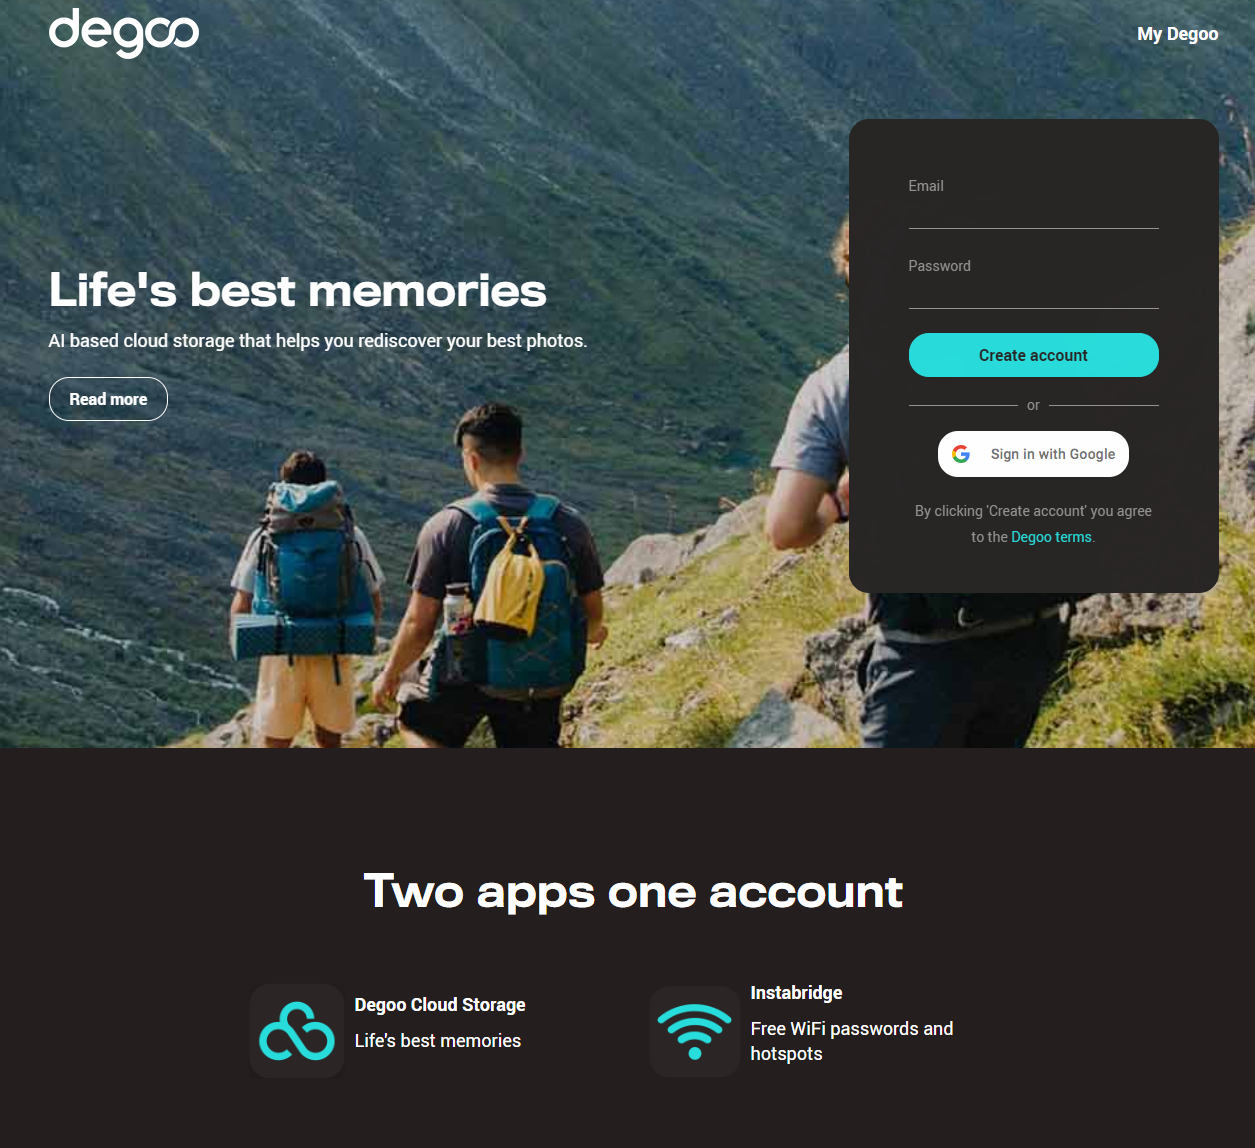 degoo
My Degoo
Life's best memories
AI based cloud storage that helps you rediscover your best photos.
Read more
Email
Password
Create account
or
Sign in with Google
By clicking 'Create account' you agree
to the Degoo terms.
Two apps one account
Degoo Cloud Storage
Life's best memories
Instabridge
Free WiFi passwords and
hotspots